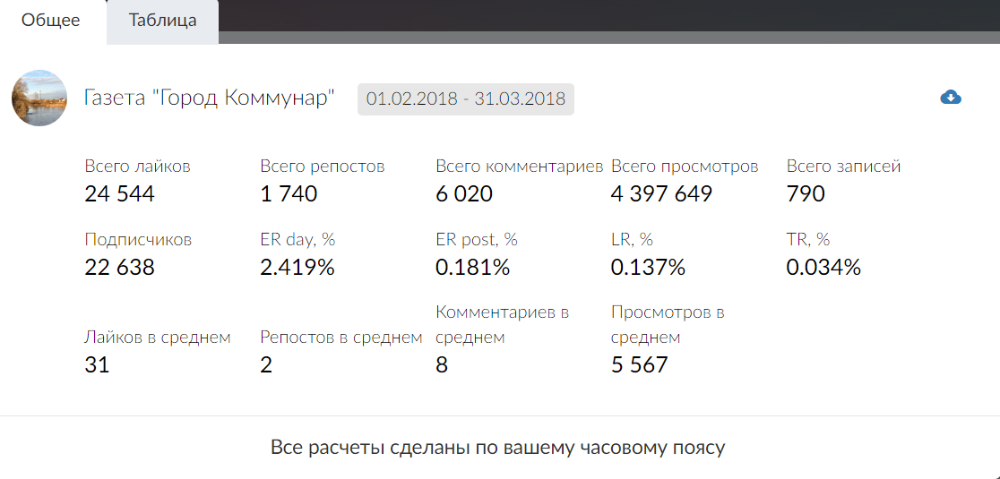 Общее Таблица
Газета "Город Коммунар" 01.02.2018 - 31.03.2018
Всего лайков Всего репостов Всего комментариев Всего просмотров Всего записей
24 544 1 740 6 020 4 397 649 790
Подписчиков ER day, % ER post, % LR, % TR, %
22 638 2.419% 0.181% 0.137% 0.034%
Комментариев в Просмотров в
Лайков в среднем Репостов в среднем среднем среднем
31 2 8 5 567
Все расчеты сделаны по вашему часовому поясу